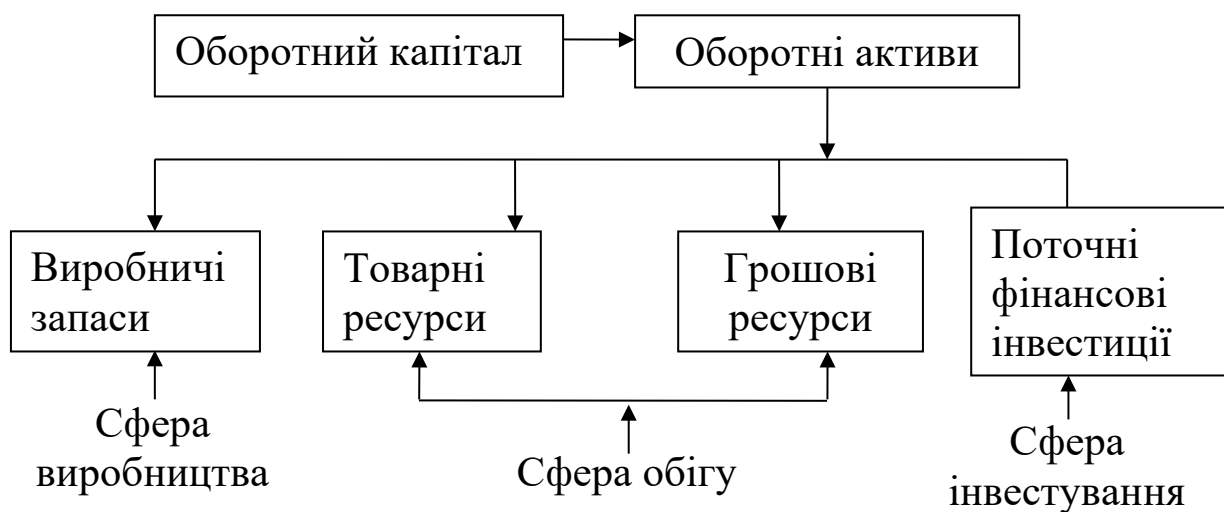 Оборотний капітал
Оборотні активи
Виробничі
запаси
Товарні
ресурси
Грошові
ресурси
Поточні
фінансові
інвестиції
Сфера
виробництва
Сфера обігу
Сфера
інвестування